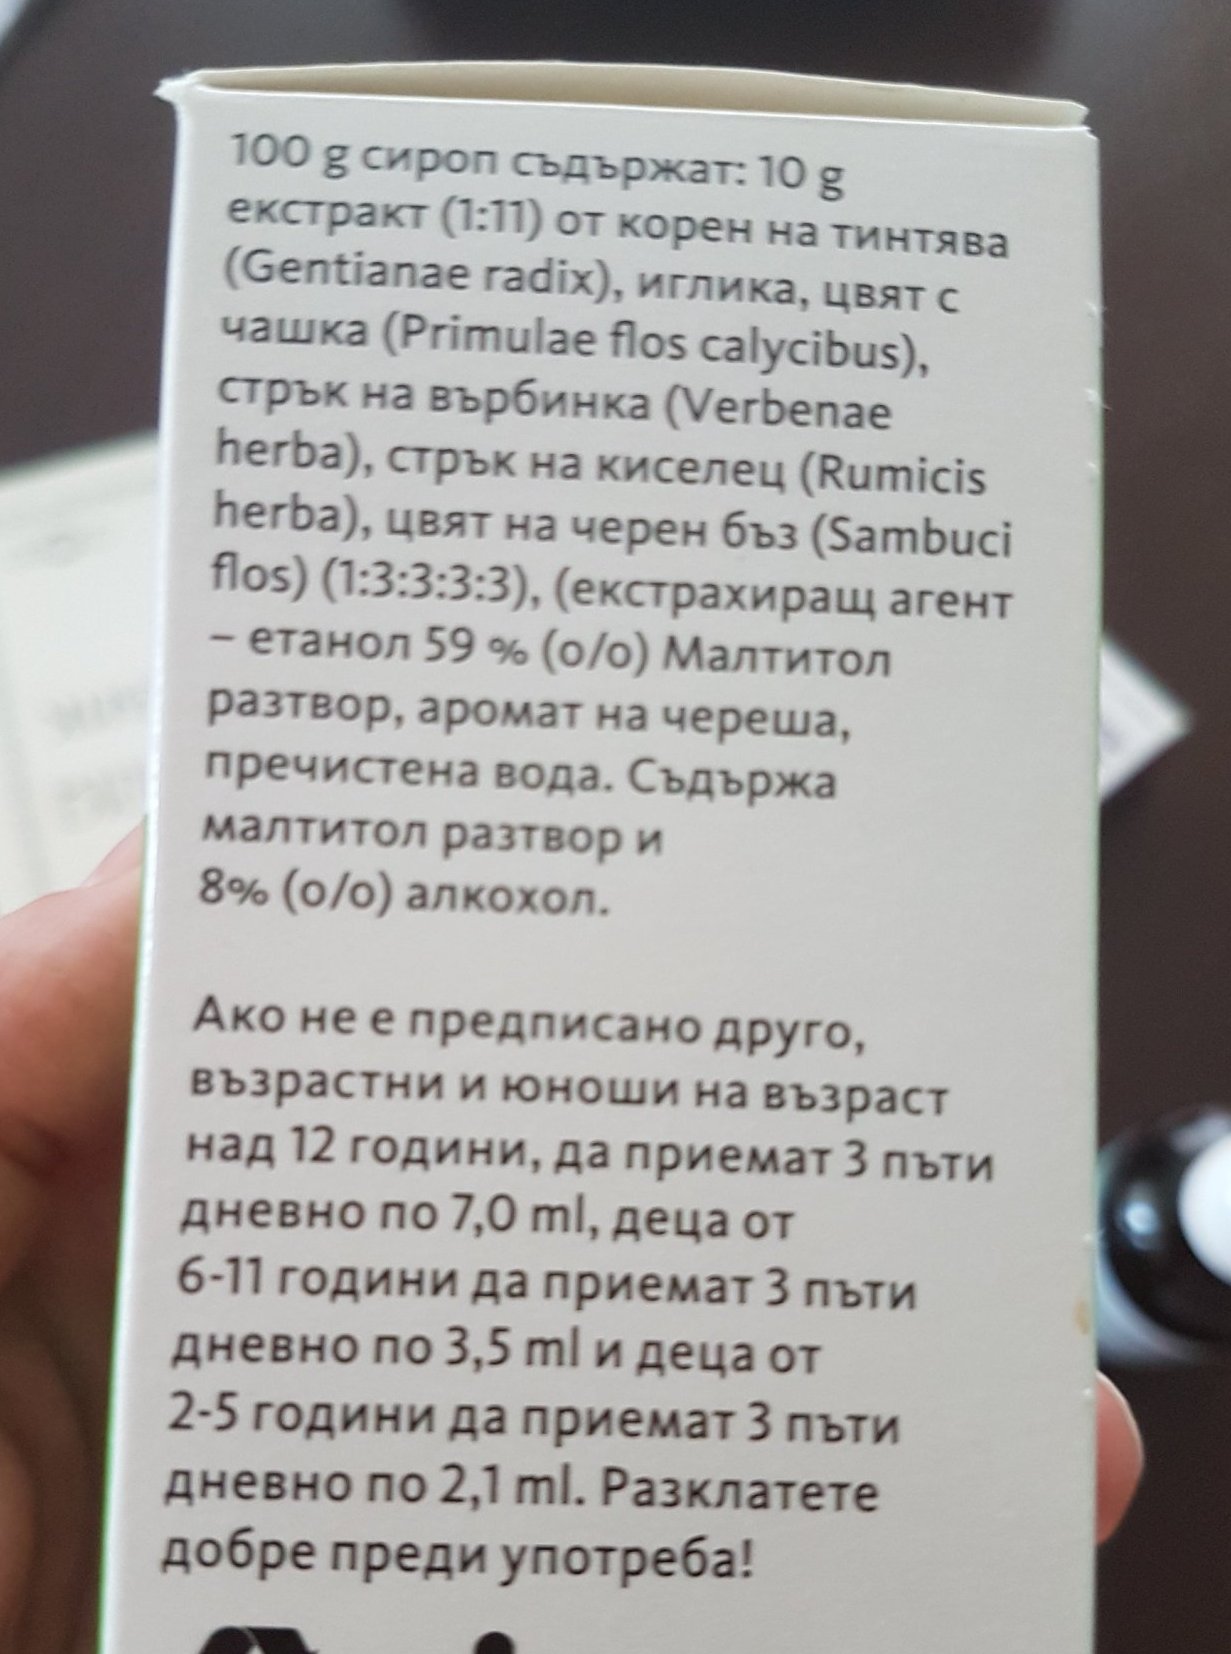 100 g сироп съдържат: 10 g
екстракт (1:11) от корен на тинтява
(Gentianae radix), иглика, цвят с
чашка (Primulae flos calycibus),
стрък на върбинка (Verbenae
herba), стрък на киселец (Rumicis
herba), цвят на черен бъз (Sambuci
flos) (1:3:3:3:3), (екстрахиращ агент
– етанол 59 % (о/о) Малтитол
разтвор, аромат на череша,
пречистена вода. Съдържа
малтитол разтвор и
8% (о/о) алкохол.
Ако не е предписано друго,
възрастни и юноши на възраст
над 12 години, да приемат 3 пъти
дневно по 7,0 ml, деца от
6-11 години да приемат 3 пъти
дневно по 3,5 ml и деца от
2-5 години да приемат 3 пъти
дневно по 2,1 ml. Разклатете
добре преди употреба!